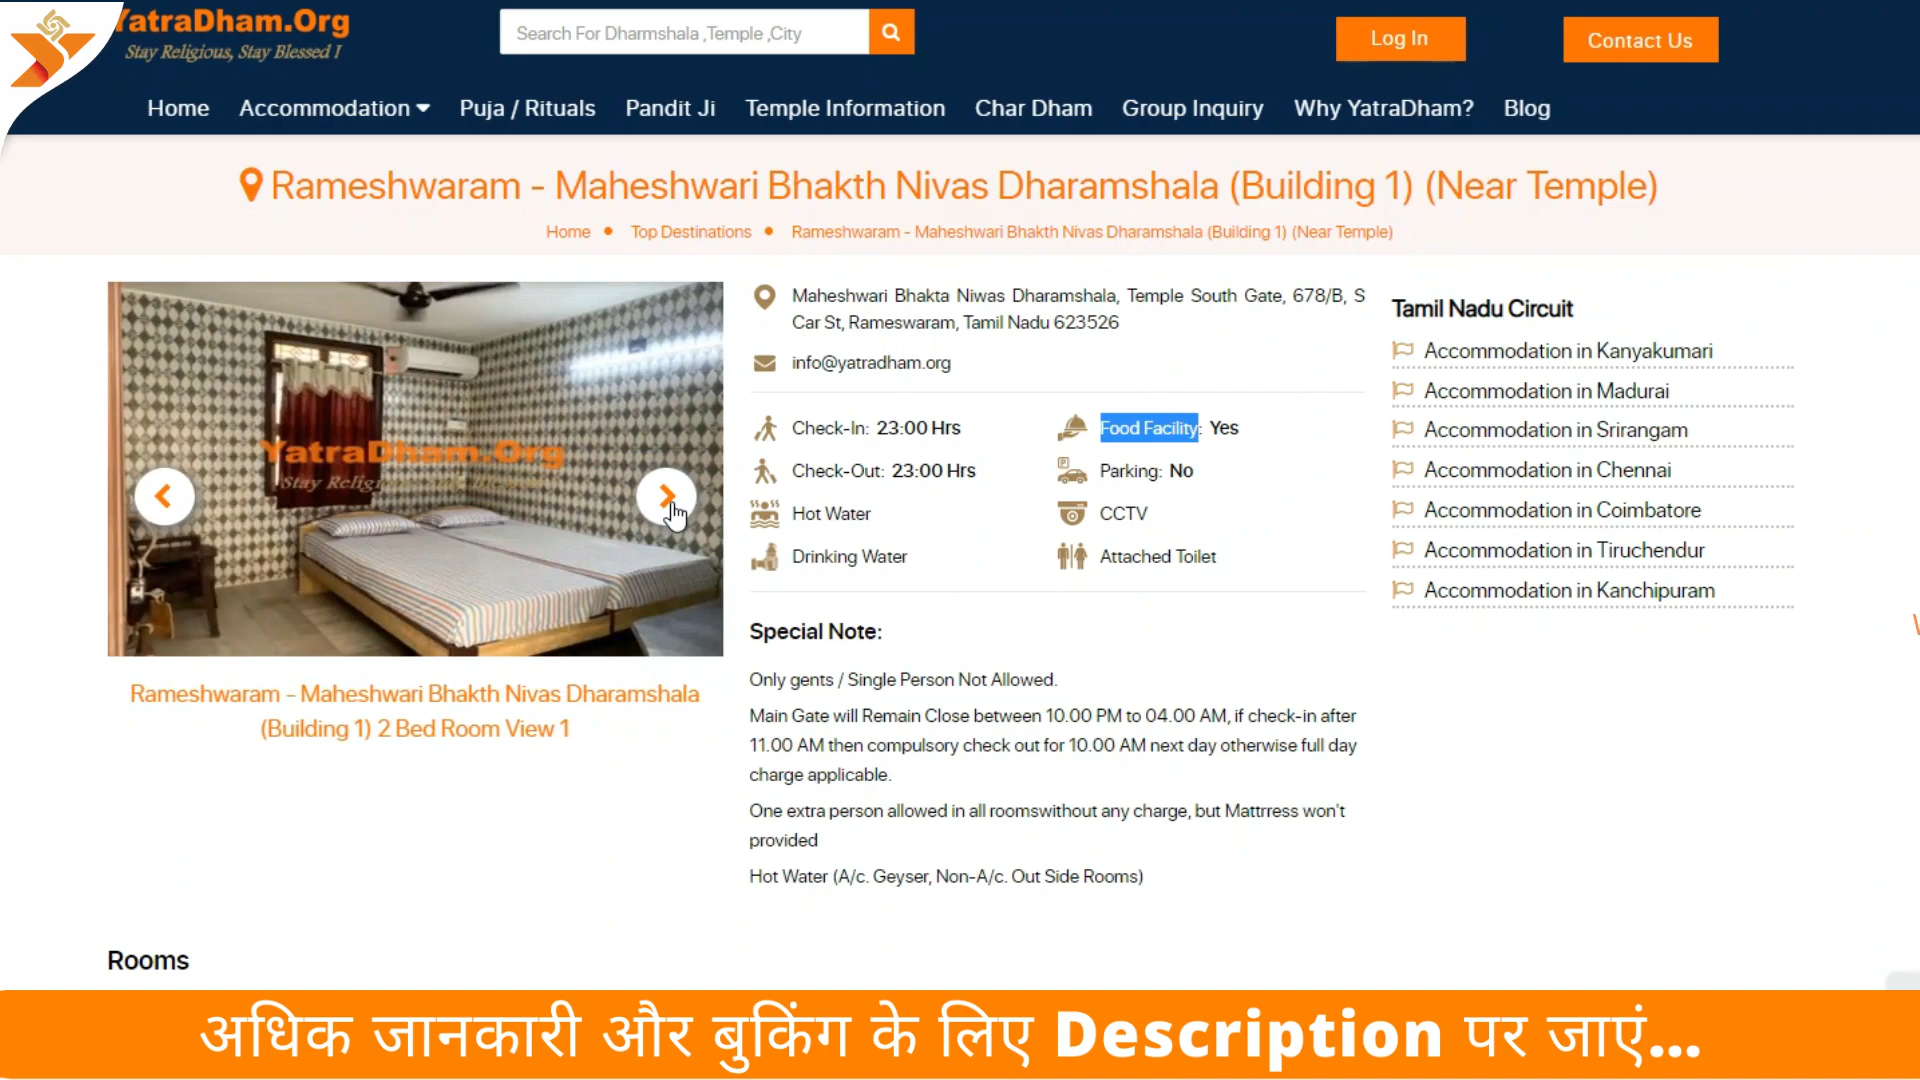 YatraDham.Org
Stay Religious, Stay Blessed !
Search For Dharmshala ,Temple ,City
Log In
Contact Us
Home
Accommodation
Puja / Rituals
Pandit Ji
Temple Information
Char Dham
Group Inquiry
Why YatraDham?
Blog
Rameshwaram - Maheshwari Bhakth Nivas Dharamshala (Building 1) (Near Temple)
Home • Top Destinations • Rameshwaram - Maheshwari Bhakth Nivas Dharamshala (Building 1) (Near Temple)
YatraDham.Org
Stay
Rameshwaram - Maheshwari Bhakth Nivas Dharamshala
(Building 1) 2 Bed Room View 1
Maheshwari Bhakta Niwas Dharamshala, Temple South Gate, 678/B, S
Car St, Rameswaram, Tamil Nadu 623526
info@yatradham.org
Check-In: 23:00 Hrs
Food Facility: Yes
Check-Out: 23:00 Hrs
Parking: No
Hot Water
CCTV
Drinking Water
Attached Toilet
Special Note:
Only gents / Single Person Not Allowed.
Main Gate will Remain Close between 10.00 PM to 04.00 AM, if check-in after
11.00 AM then compulsory check out for 10.00 AM next day otherwise full day
charge applicable.
One extra person allowed in all roomswithout any charge, but Mattrress won't
provided
Hot Water (A/c. Geyser, Non-A/c. Out Side Rooms)
Tamil Nadu Circuit
Accommodation in Kanyakumari
Accommodation in Madurai
Accommodation in Srirangam
Accommodation in Chennai
Accommodation in Coimbatore
Accommodation in Tiruchendur
Accommodation in Kanchipuram
Rooms
अधिक जानकारी और बुकिंग के लिए Description पर जाएं...